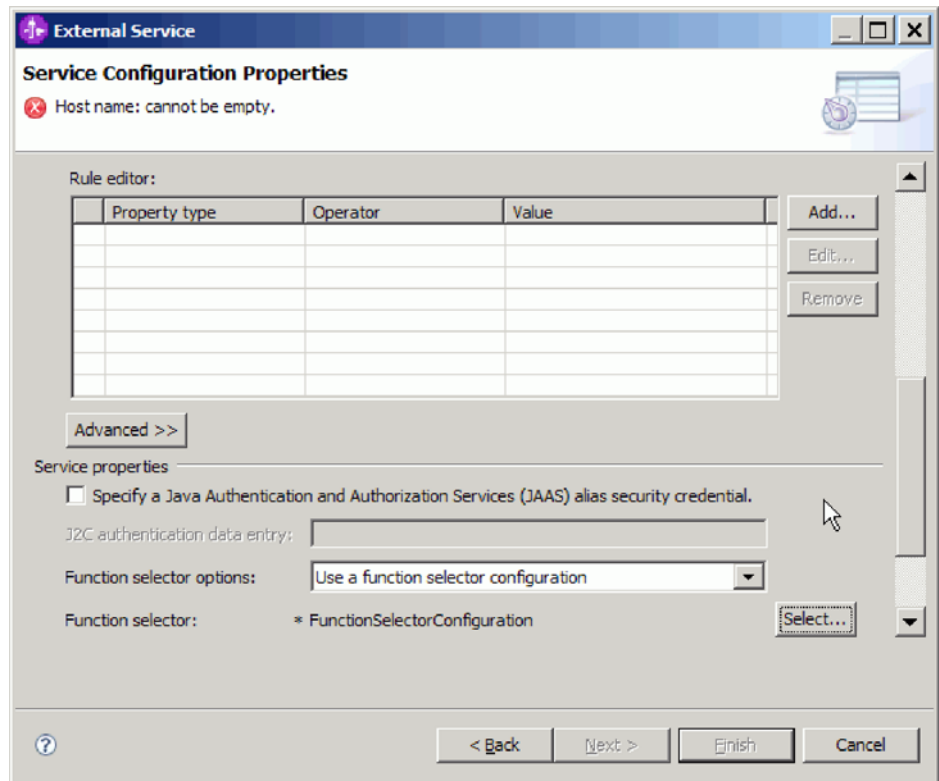 External Service
Service Configuration Properties
Host name: cannot be empty.
Rule editor:
Property type Operator Value
Add...
Edit...
Remove
Advanced >>
Service properties
Specify a Java Authentication and Authorization Services (JAAS) alias security credential.
J2C authentication data entry:
Function selector options: Use a function selector configuration
Function selector: * FunctionSelectorConfiguration Select...
? < Back Next > Finish Cancel